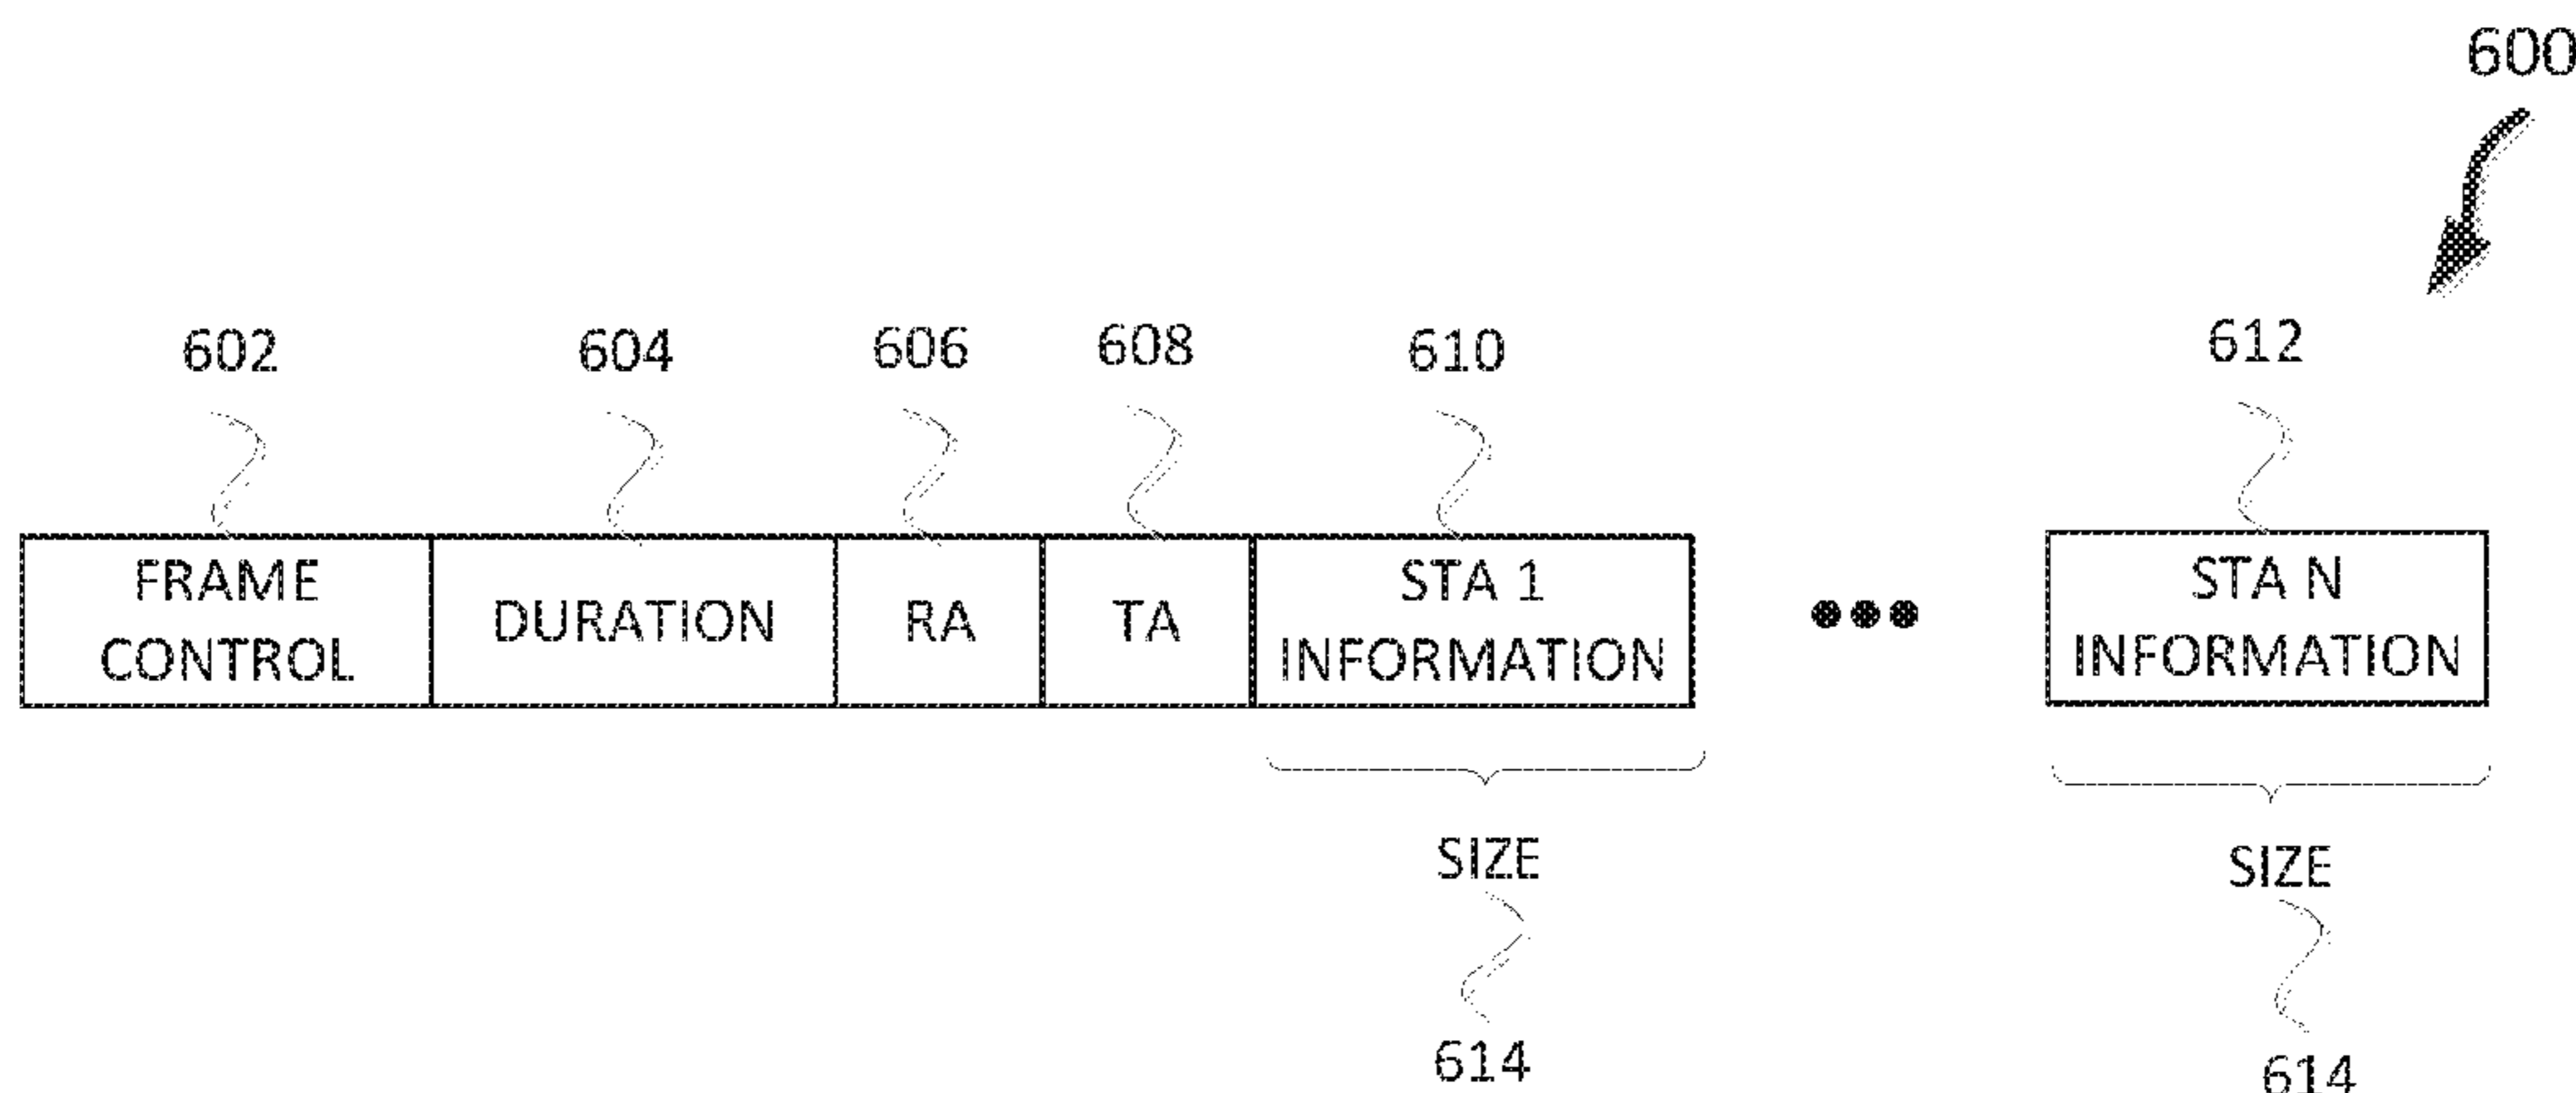 600
602 604 606 608 610 612
FRAME CONTROL DURATION RA TA STA 1 INFORMATION STA N INFORMATION
SIZE SIZE
614 614